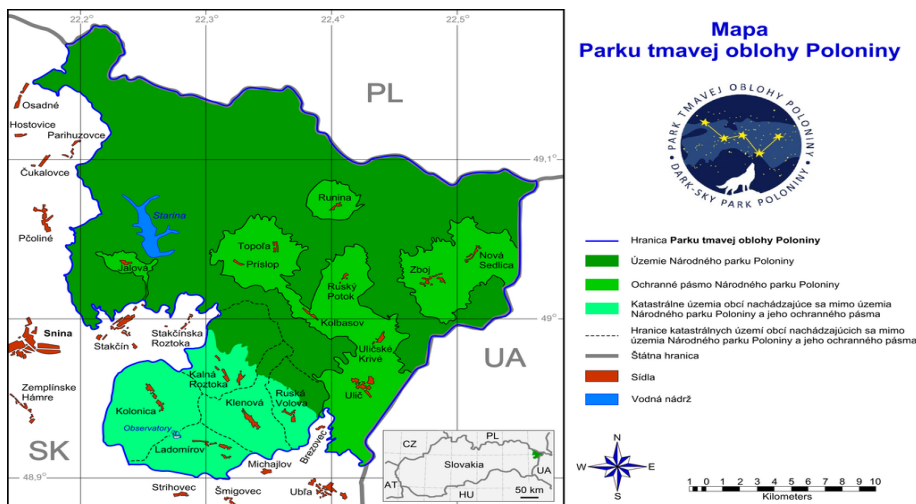 22,2°
22,3°
22,4°
22,5°
PL
49,1°
49°
48,9°
UA
SK
Osadné
Hostovice
Parihuzovce
Čukalovce
Pčoliné
Starina
Runina
Topoľa
Príslop
Ruský
Potok
Zboj
Nová
Sedlica
Jalová
Kolbasov
Snina
Stakčín
Stakčínska
Roztoka
Uličské
Krivé
Ulič
Zemplínske
Hámre
Kalná
Roztoka
Kolonica
Klenová
Ruská
Volova
Observatory
Ladomírov
Brezovec
Michajlov
Strihovec
Šmigovec
Ubľa
CZ
PL
Slovakia
UA
AT
HU
50 km
Mapa
Parku tmavej oblohy Poloniny
PARK TMAVEJ OBLOHY POLONINY
DARK-SKY PARK POLONINY
Hranica Parku tmavej oblohy Poloniny
Územie Národného parku Poloniny
Ochranné pásmo Národného parku Poloniny
Katastrálne územia obcí nachádzajúce sa mimo územia
Národného parku Poloniny a jeho ochranného pásma
Hranice katastrálnych území obcí nachádzajúcich sa mimo
územia Národného parku Poloniny a jeho ochranného pásma
Štátna hranica
Sídla
Vodná nádrž
N
W
E
S
1 0 1 2 3 4 5 6 7 8 9 10
Kilometers